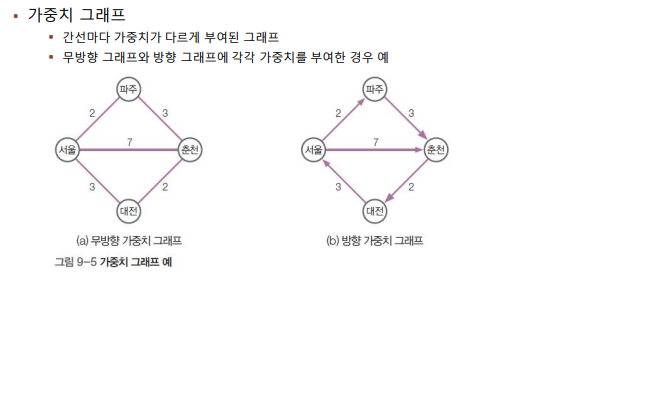 가중치 그래프
간선마다 가중치가 다르게 부여된 그래프
무방향 그래프와 방향 그래프에 각각 가중치를 부여한 경우 예
파주
2
3
서울
7
춘천
3
2
대전
(a) 무방향 가중치 그래프
파주
2
3
서울
7
춘천
3
2
대전
(b) 방향 가중치 그래프
그림 9-5 가중치 그래프 예